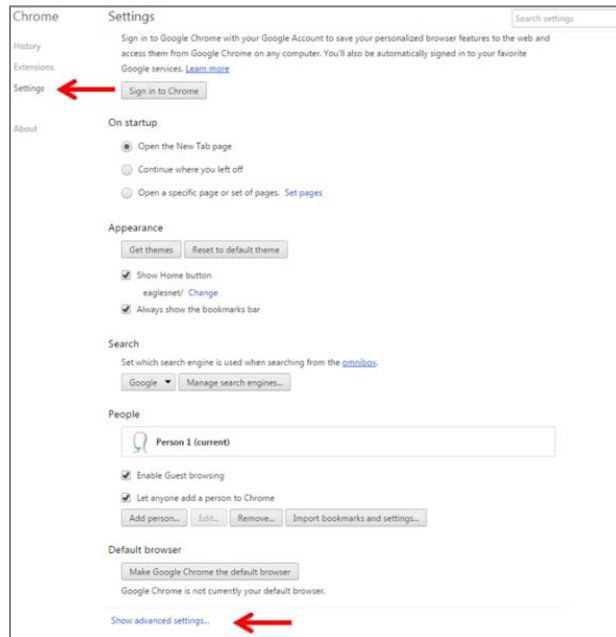 Chrome
History
Extensions
Settings
About
Settings
Search settings
Sign in to Google Chrome with your Google Account to save your personalized browser features to the web and
access them from Google Chrome on any computer. You'll also be automatically signed in to your favorite
Google services. Learn more
Sign in to Chrome
On startup
Open the New Tab page
Continue where you left off
Open a specific page or set of pages. Set pages
Appearance
Get themes Reset to default theme
Show Home button
eaglesnet/ Change
Always show the bookmarks bar
Search
Set which search engine is used when searching from the omnibox.
Google Manage search engines...
People
Person 1 (current)
Enable Guest browsing
Let anyone add a person to Chrome
Add person... Edit... Remove... Import bookmarks and settings...
Default browser
Make Google Chrome the default browser
Google Chrome is not currently your default browser.
Show advanced settings...